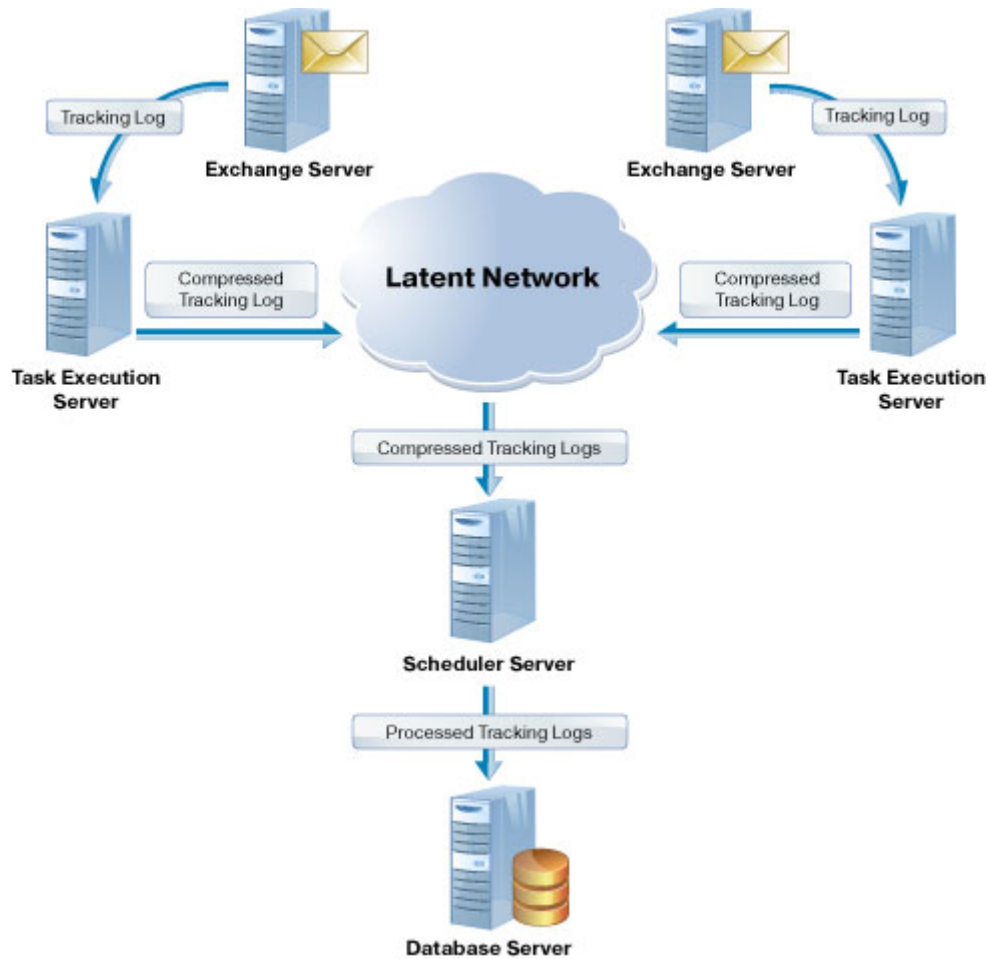 Tracking Log
Exchange Server
Exchange Server
Tracking Log
Compressed
Tracking Log
Latent Network
Compressed
Tracking Log
Task Execution
Server
Task Execution
Server
Compressed Tracking Logs
Scheduler Server
Processed Tracking Logs
Database Server